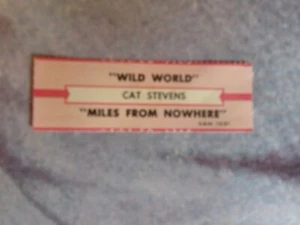 "WILD WORLD"
CAT STEVENS
"MILES FROM NOWHERE"